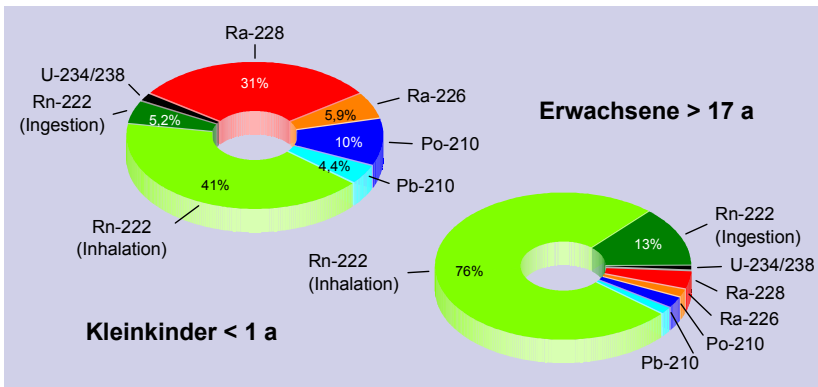 Ra-228
U-234/238
Rn-222
(Ingestion)
31%
Ra-226
5,2%
5,9%
10%
Po-210
4,4%
Pb-210
41%
Rn-222
(Inhalation)
Kleinkinder < 1 a
Erwachsene > 17 a
Rn-222
(Ingestion)
13%
U-234/238
Ra-228
Ra-226
Po-210
Pb-210
Rn-222
(Inhalation)
76%